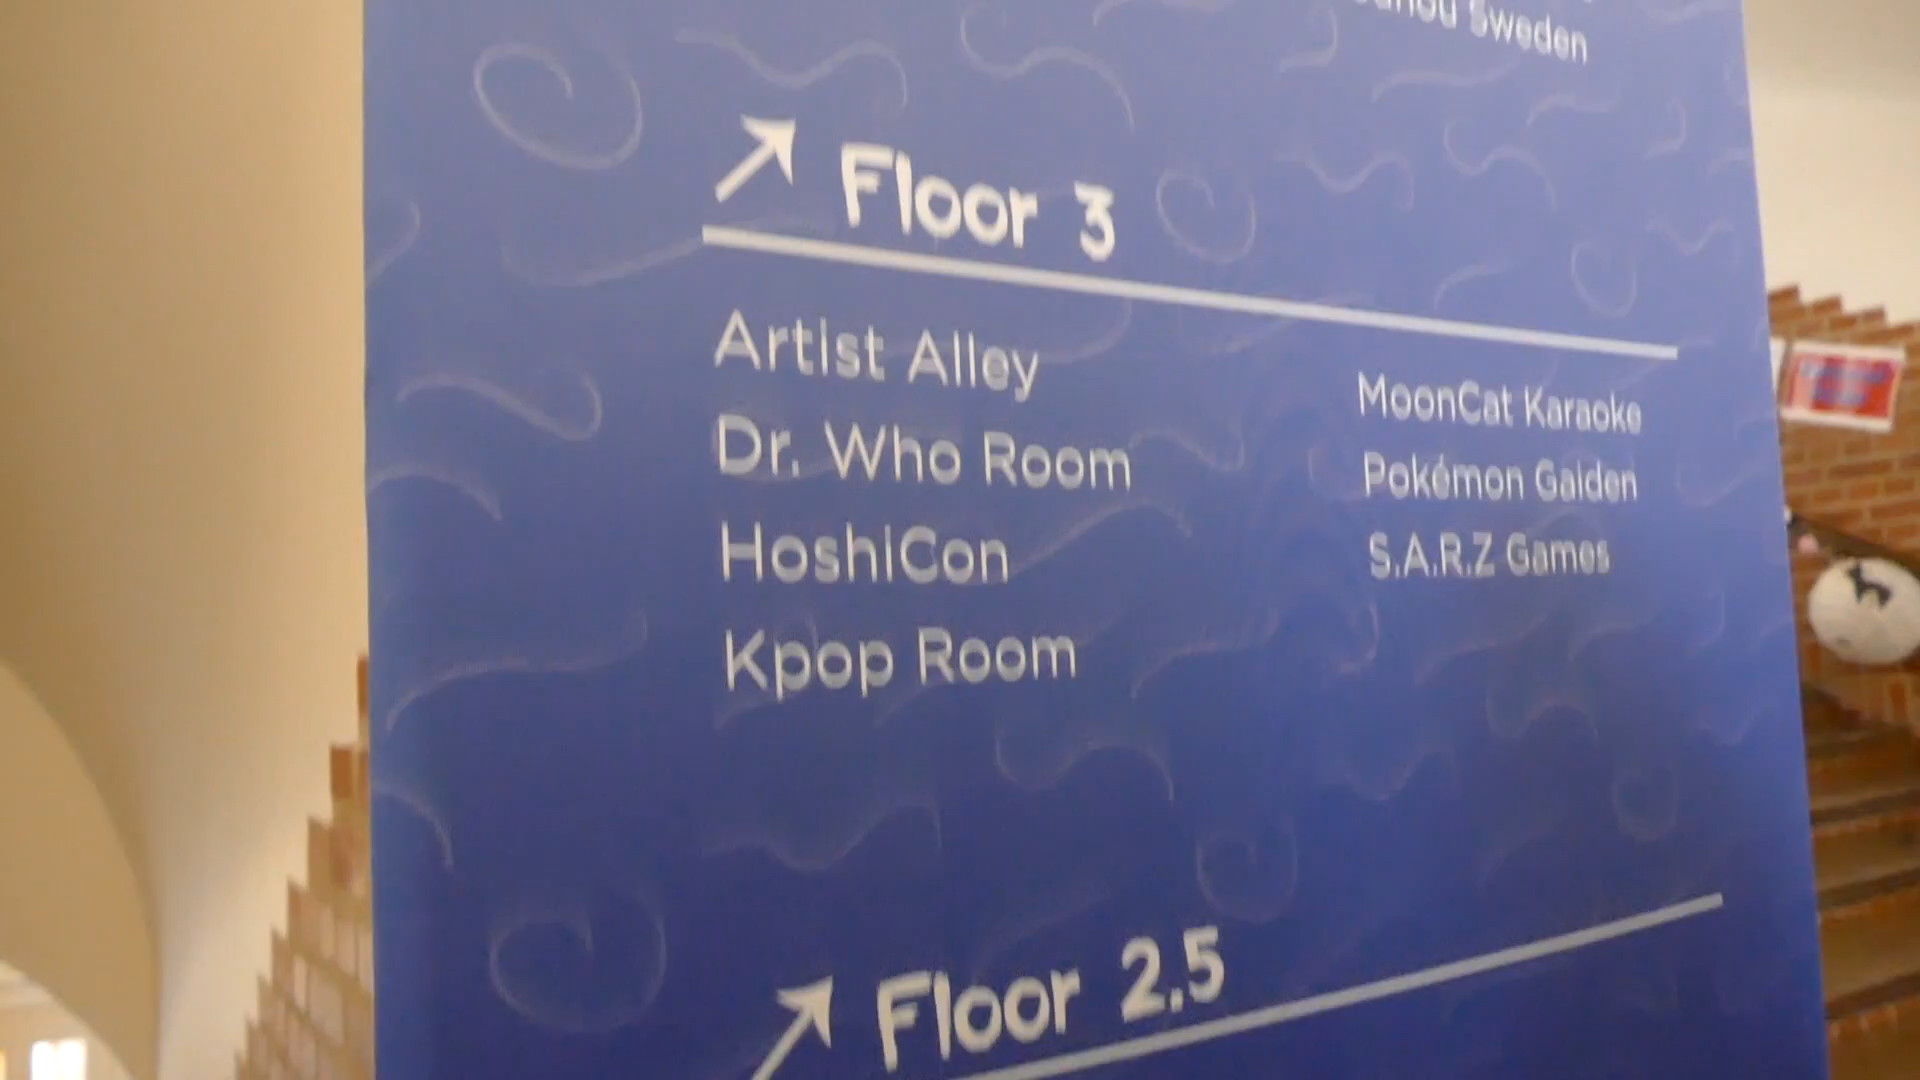 Sweden
Floor 3
Artist Alley
Dr. Who Room
HoshiCon
Kpop Room
MoonCat Karaoke
Pokémon Gaiden
S.A.R.Z Games
Floor 2.5